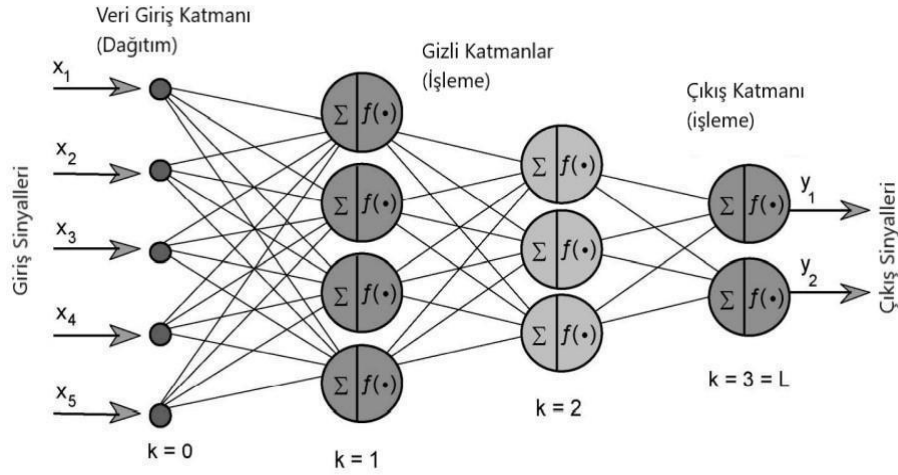 Veri Giriş Katmanı
(Dağıtım)
Gizli Katmanlar
(İşleme)
Çıkış Katmanı
(işleme)
Giriş Sinyalleri
x1
x2
x3
x4
x5
Σ f(•)
Σ f(•)
Σ f(•)
Σ f(•)
Σ f(•)
Σ f(•)
Σ f(•)
Σ f(•)
Σ f(•)
y1
y2
Çıkış Sinyalleri
k = 0
k = 1
k = 2
k = 3 = L